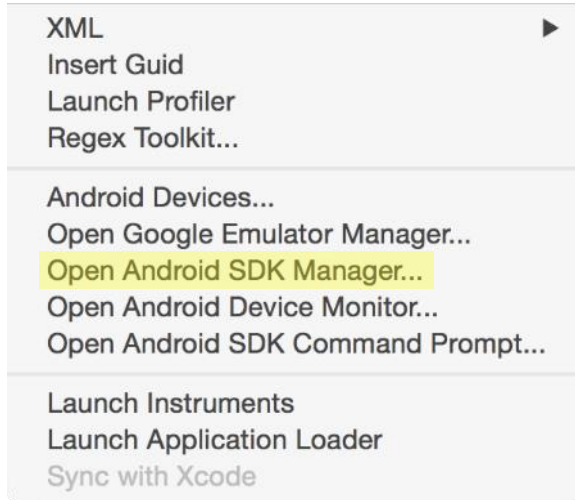 XML
Insert Guid
Launch Profiler
Regex Toolkit...
Android Devices...
Open Google Emulator Manager...
Open Android SDK Manager...
Open Android Device Monitor...
Open Android SDK Command Prompt...
Launch Instruments
Launch Application Loader
Sync with Xcode